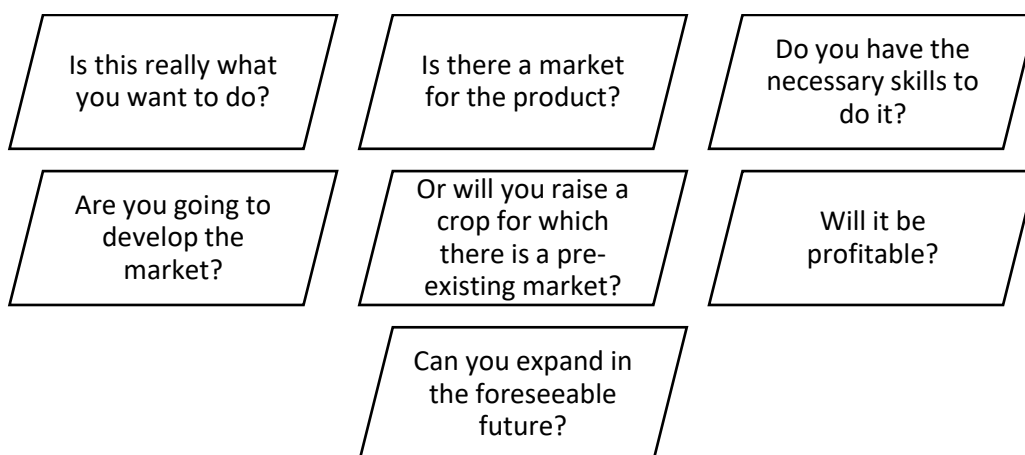 Is this really what
you want to do?
Is there a market
for the product?
Do you have the
necessary skills to
do it?
Are you going to
develop the
market?
Or will you raise a
crop for which
there is a pre-
existing market?
Will it be
profitable?
Can you expand in
the foreseeable
future?